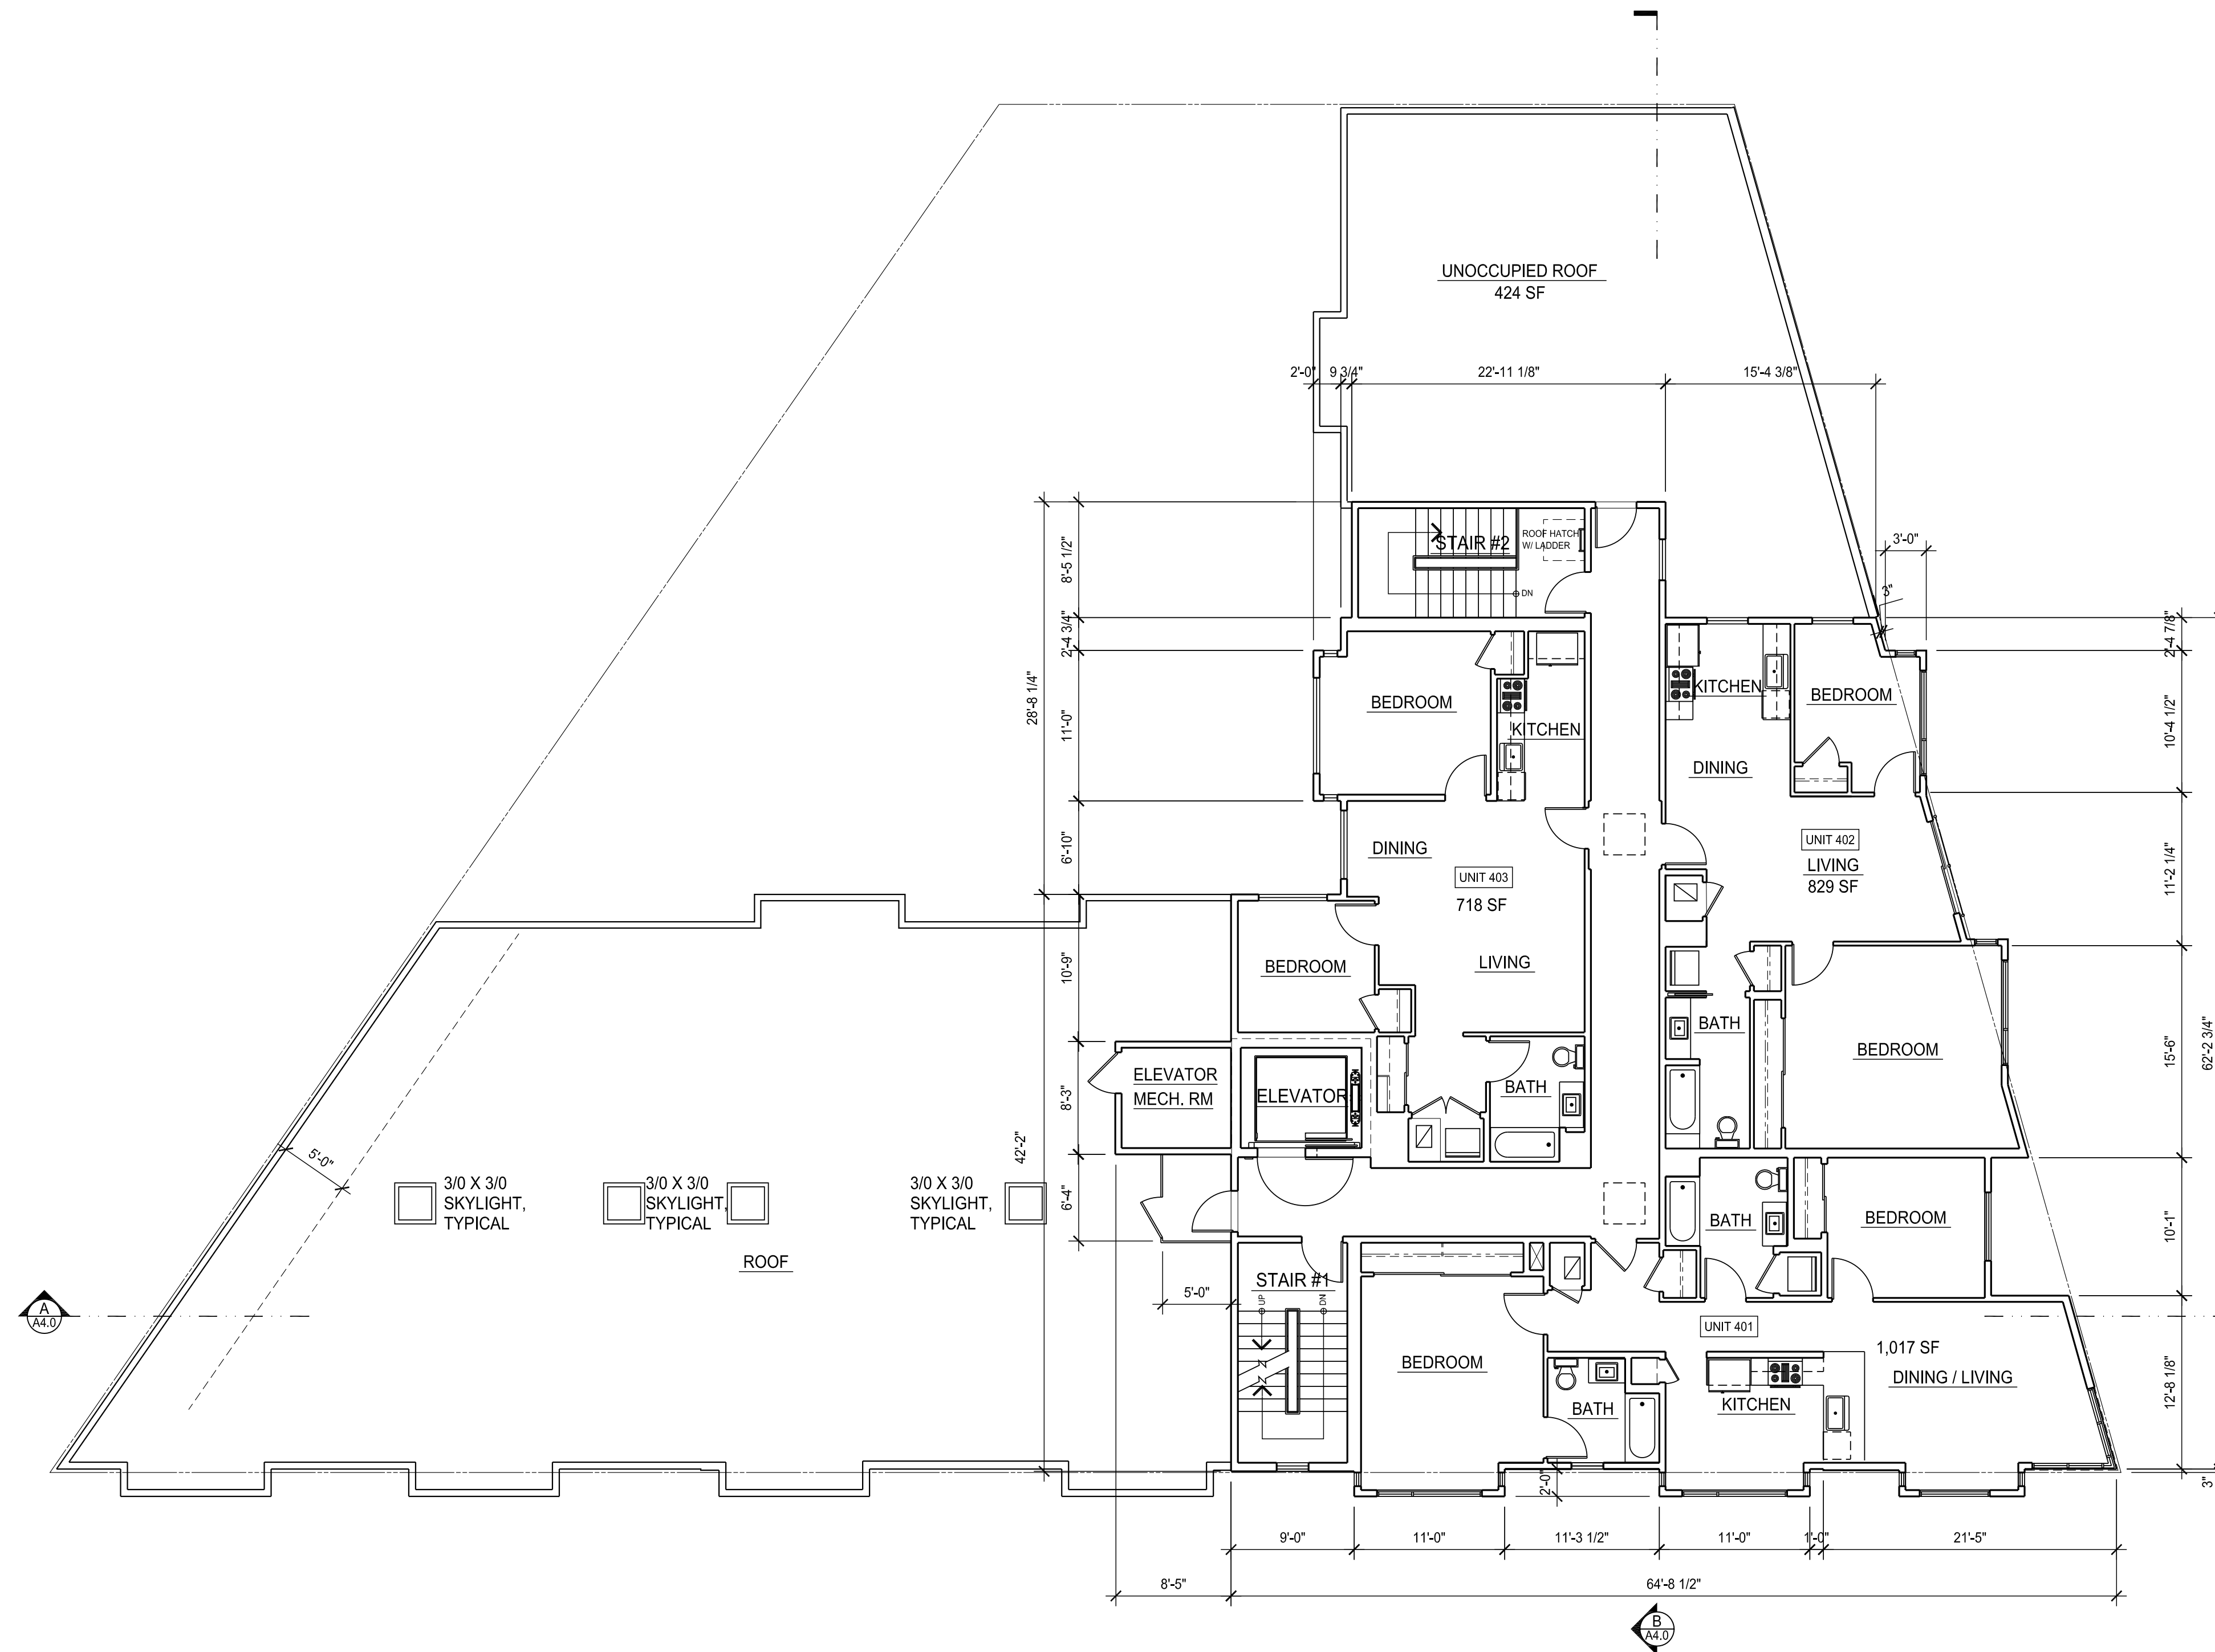 UNOCCUPIED ROOF
424 SF
2'-0"
9 3/4"
22'-11 1/8"
15'-4 3/8"
STAIR #2
ROOF HATCH
W/ LADDER
DN
3'-0"
3"
8'-5 1/2"
2'-4 3/4"
28'-8 1/4"
11'-0"
6'-10"
10'-9"
8'-3"
42'-2"
6'-4"
BEDROOM
KITCHEN
DINING
UNIT 403
718 SF
BEDROOM
LIVING
KITCHEN
BEDROOM
DINING
UNIT 402
LIVING
829 SF
BATH
BEDROOM
2'-4 7/8"
10'-4 1/2"
11'-2 1/4"
15'-6"
62'-2 3/4"
10'-1"
12'-8 1/8"
3"
ELEVATOR
MECH. RM
ELEVATOR
BATH
5'-0"
3/0 X 3/0
SKYLIGHT,
TYPICAL
3/0 X 3/0
SKYLIGHT,
TYPICAL
3/0 X 3/0
SKYLIGHT,
TYPICAL
ROOF
5'-0"
STAIR #1
UP
DN
BATH
BEDROOM
UNIT 401
1,017 SF
DINING / LIVING
BEDROOM
BATH
KITCHEN
2'-0"
A
A4.0
9'-0"
11'-0"
11'-3 1/2"
11'-0"
1'-0"
21'-5"
8'-5"
64'-8 1/2"
B
A4.0